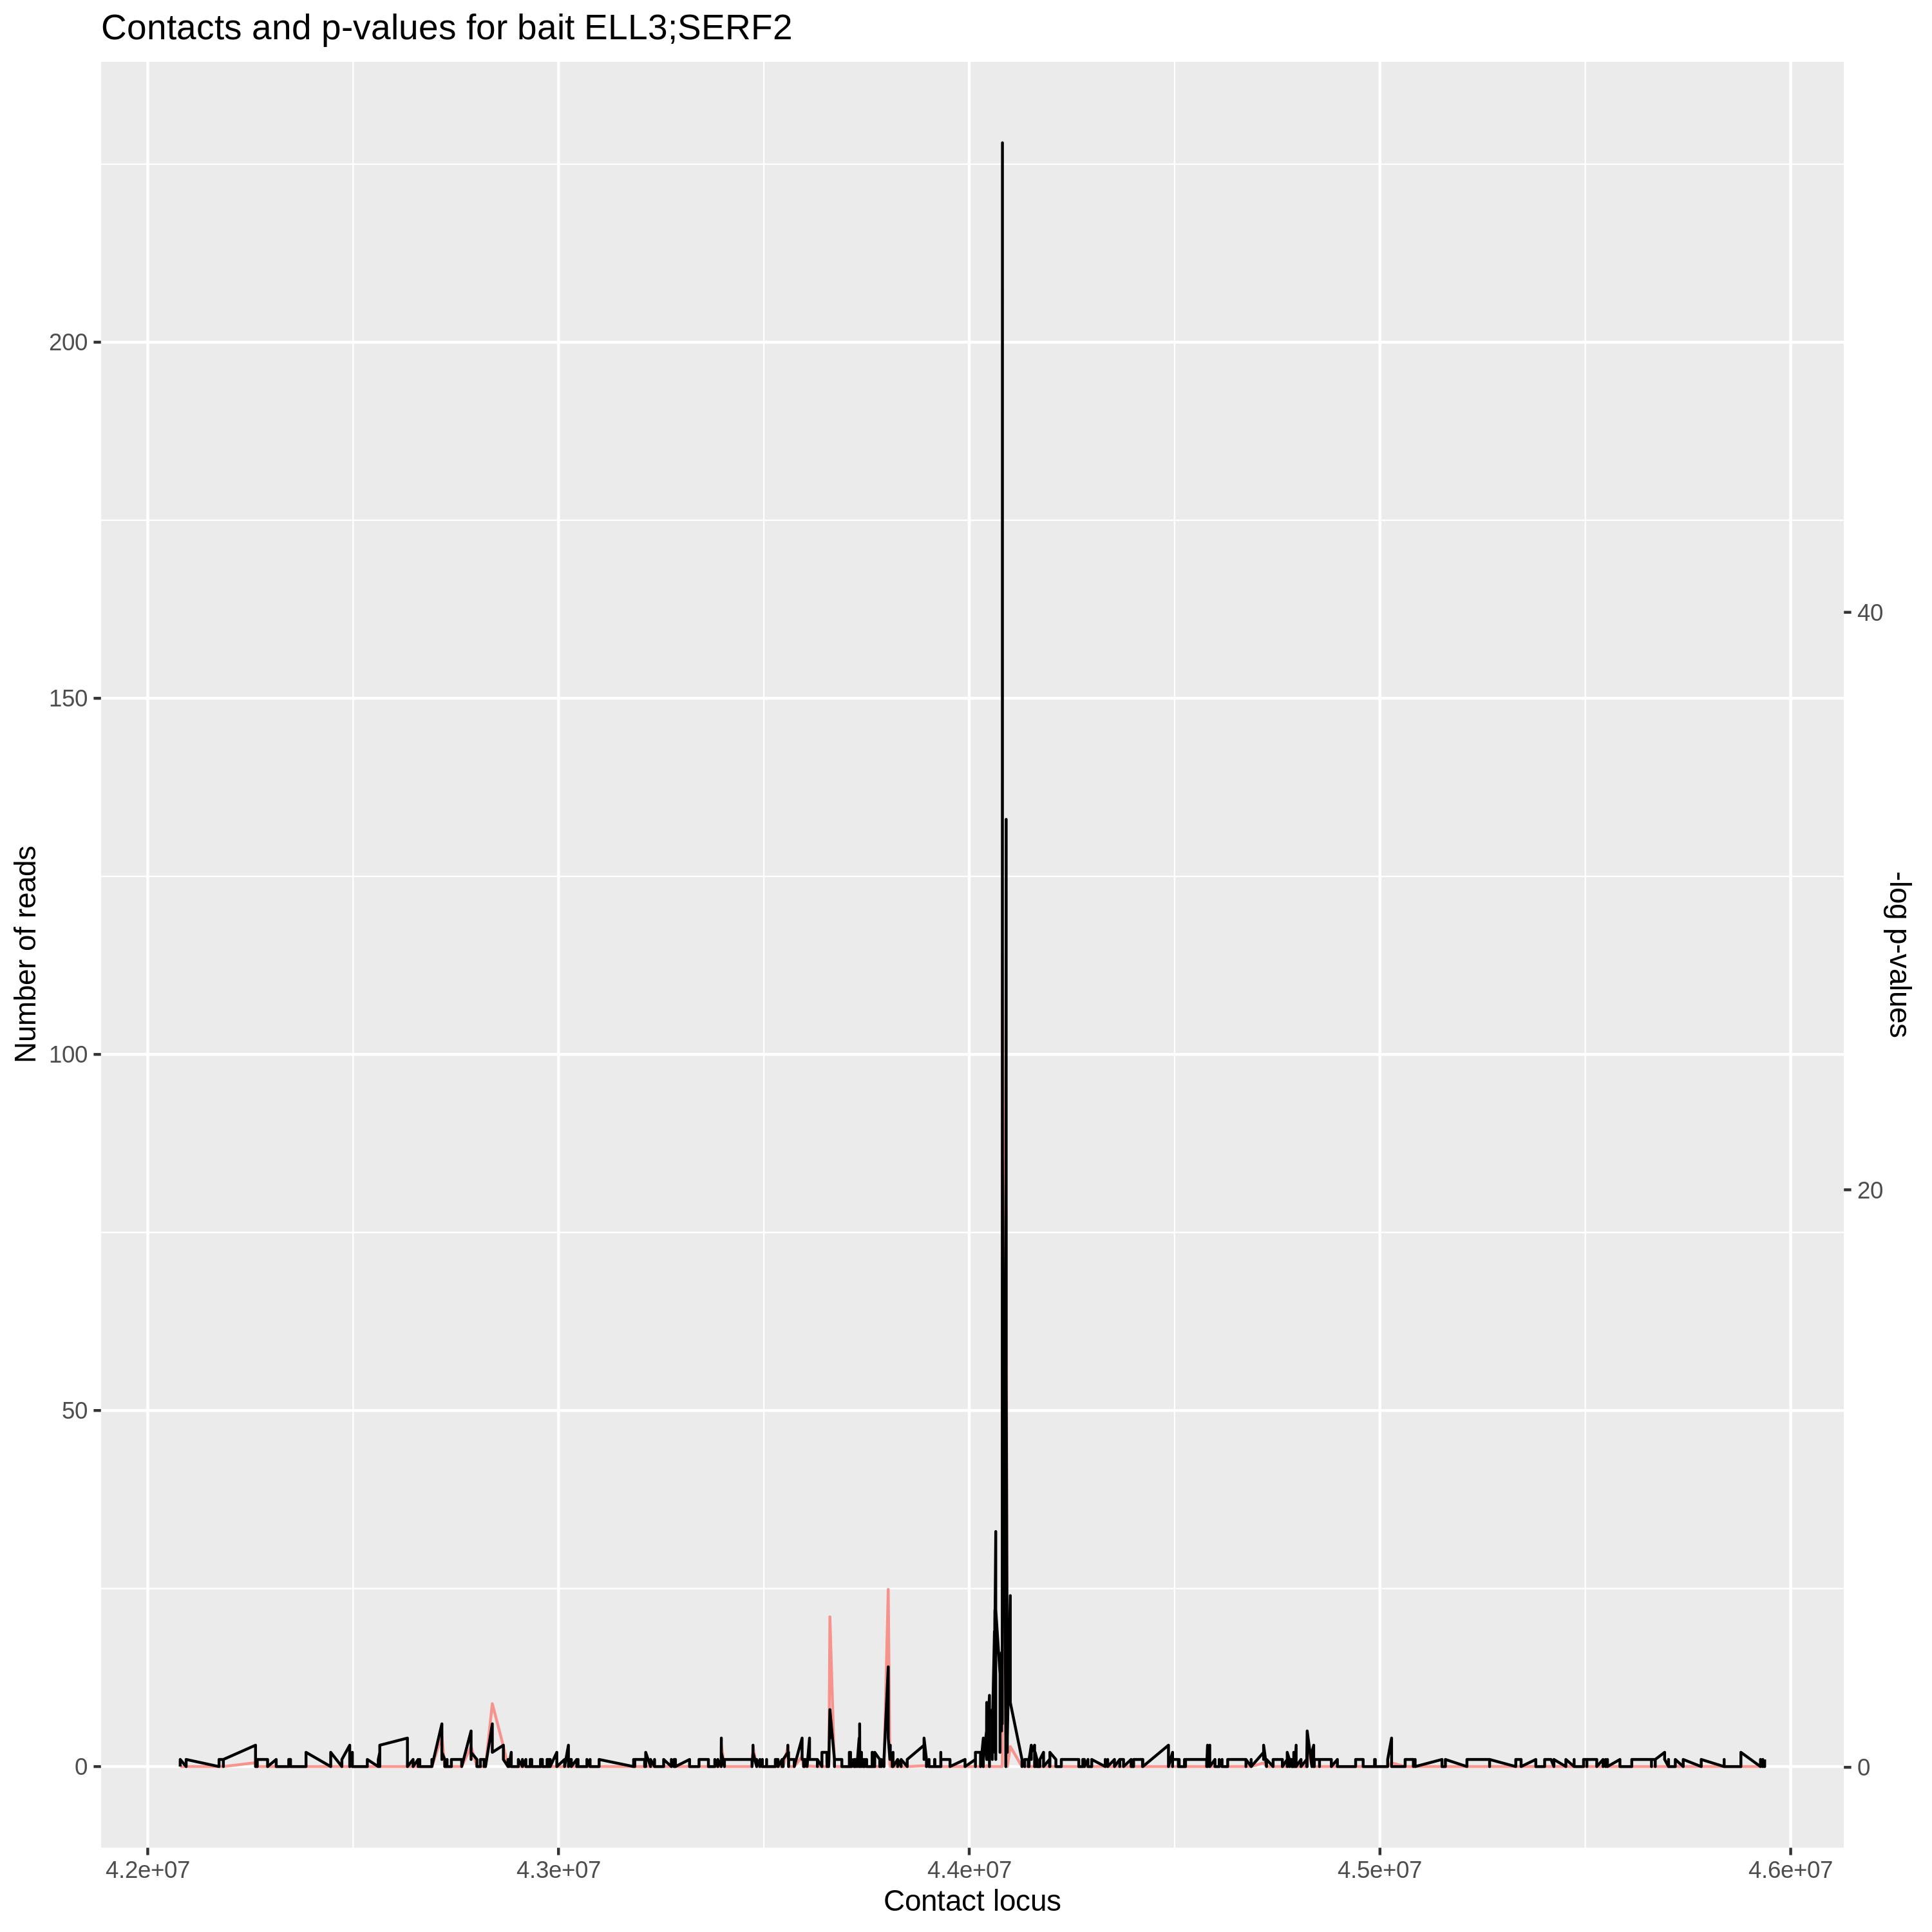 Contacts and p-values for bait ELL3;SERF2
200
150
100
50
0
Number of reads
40
20
0
-log p-values
4.2e+07
4.3e+07
4.4e+07
4.5e+07
4.6e+07
Contact locus